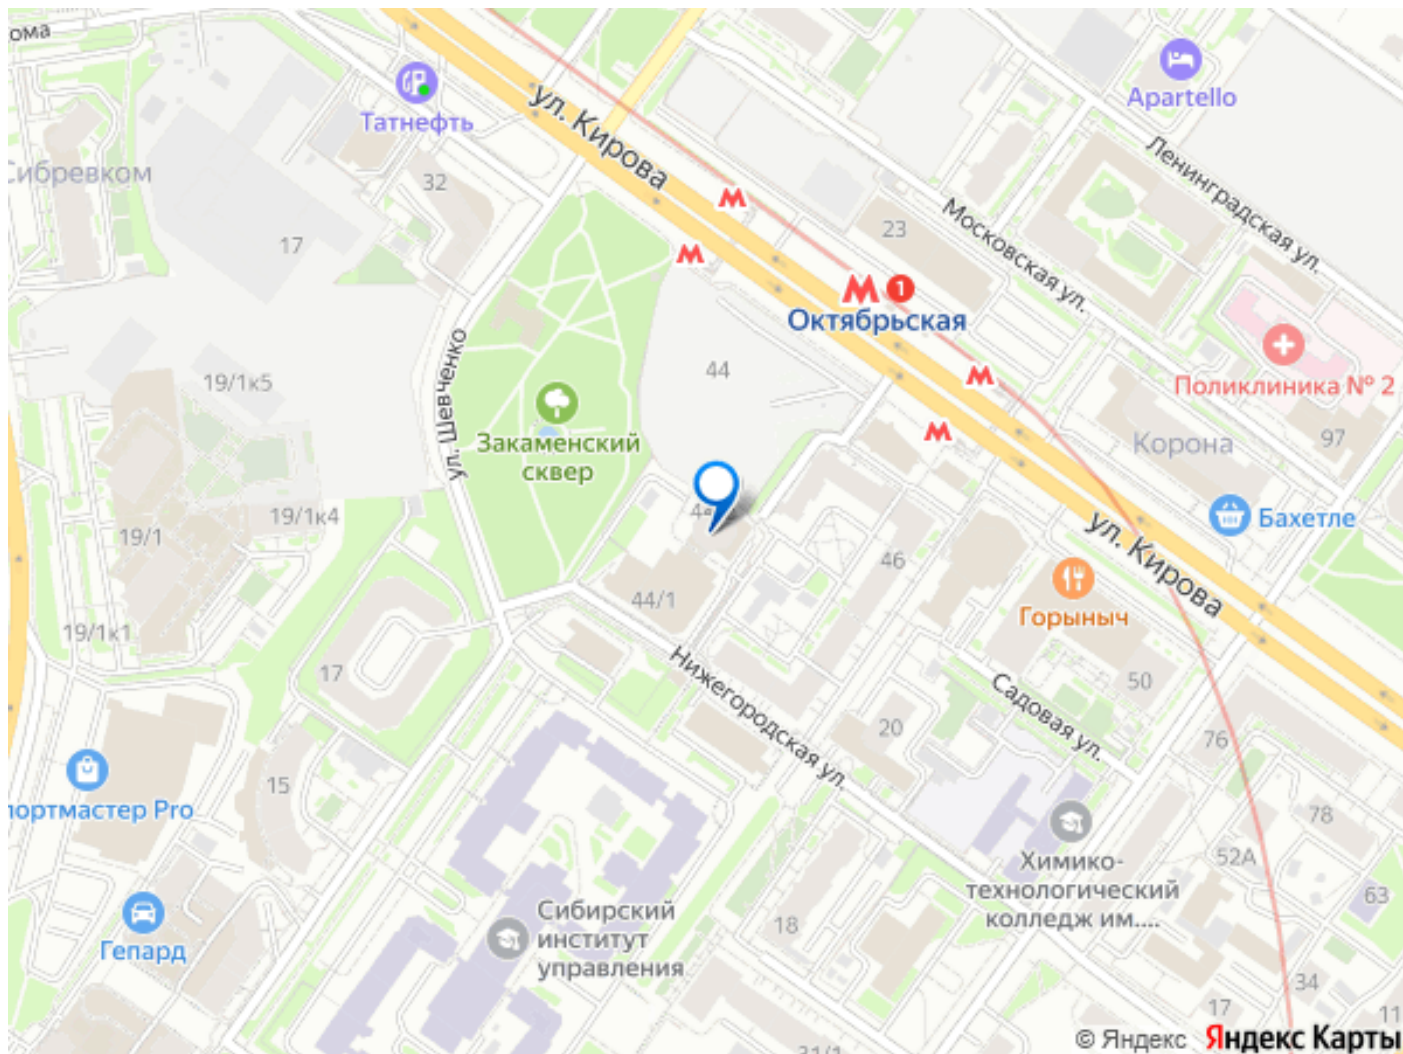 Татнефть
ул. Кирова
Apartello
Ленинградская ул.
32
17
23
Московская ул.
1
Октябрьская
ул. Шевченко
19/1к5
44
Поликлиника № 2
Закаменский
сквер
97
Корона
19/1к4
19/1
Бахетле
ул. Кирова
46
44/1
Горыныч
19/1к1
17
Нижегородская ул.
50
Садовая ул.
20
76
15
Pro
78
Химико-
технологический
колледж им....
52А
63
Сибирский
институт
управления
18
Гепард
34
17
11
© Яндекс Яндекс Карты